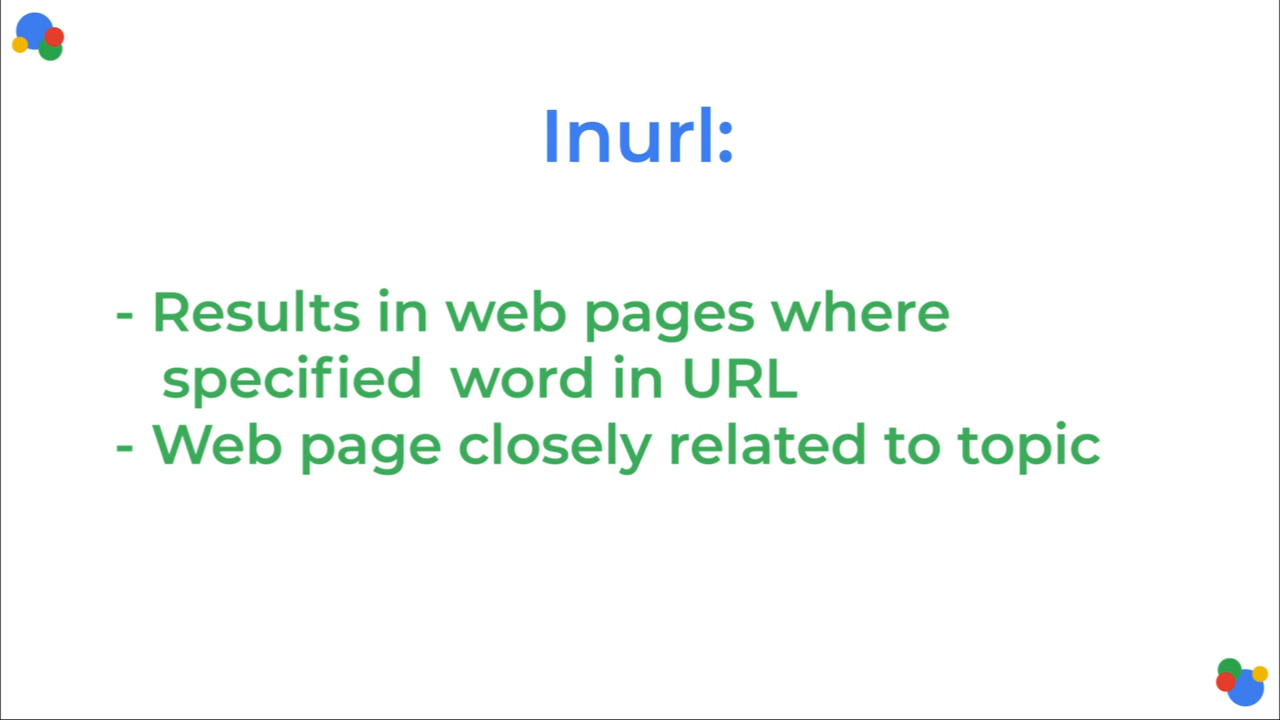 Inurl:
- Results in web pages where
specified word in URL
- Web page closely related to topic